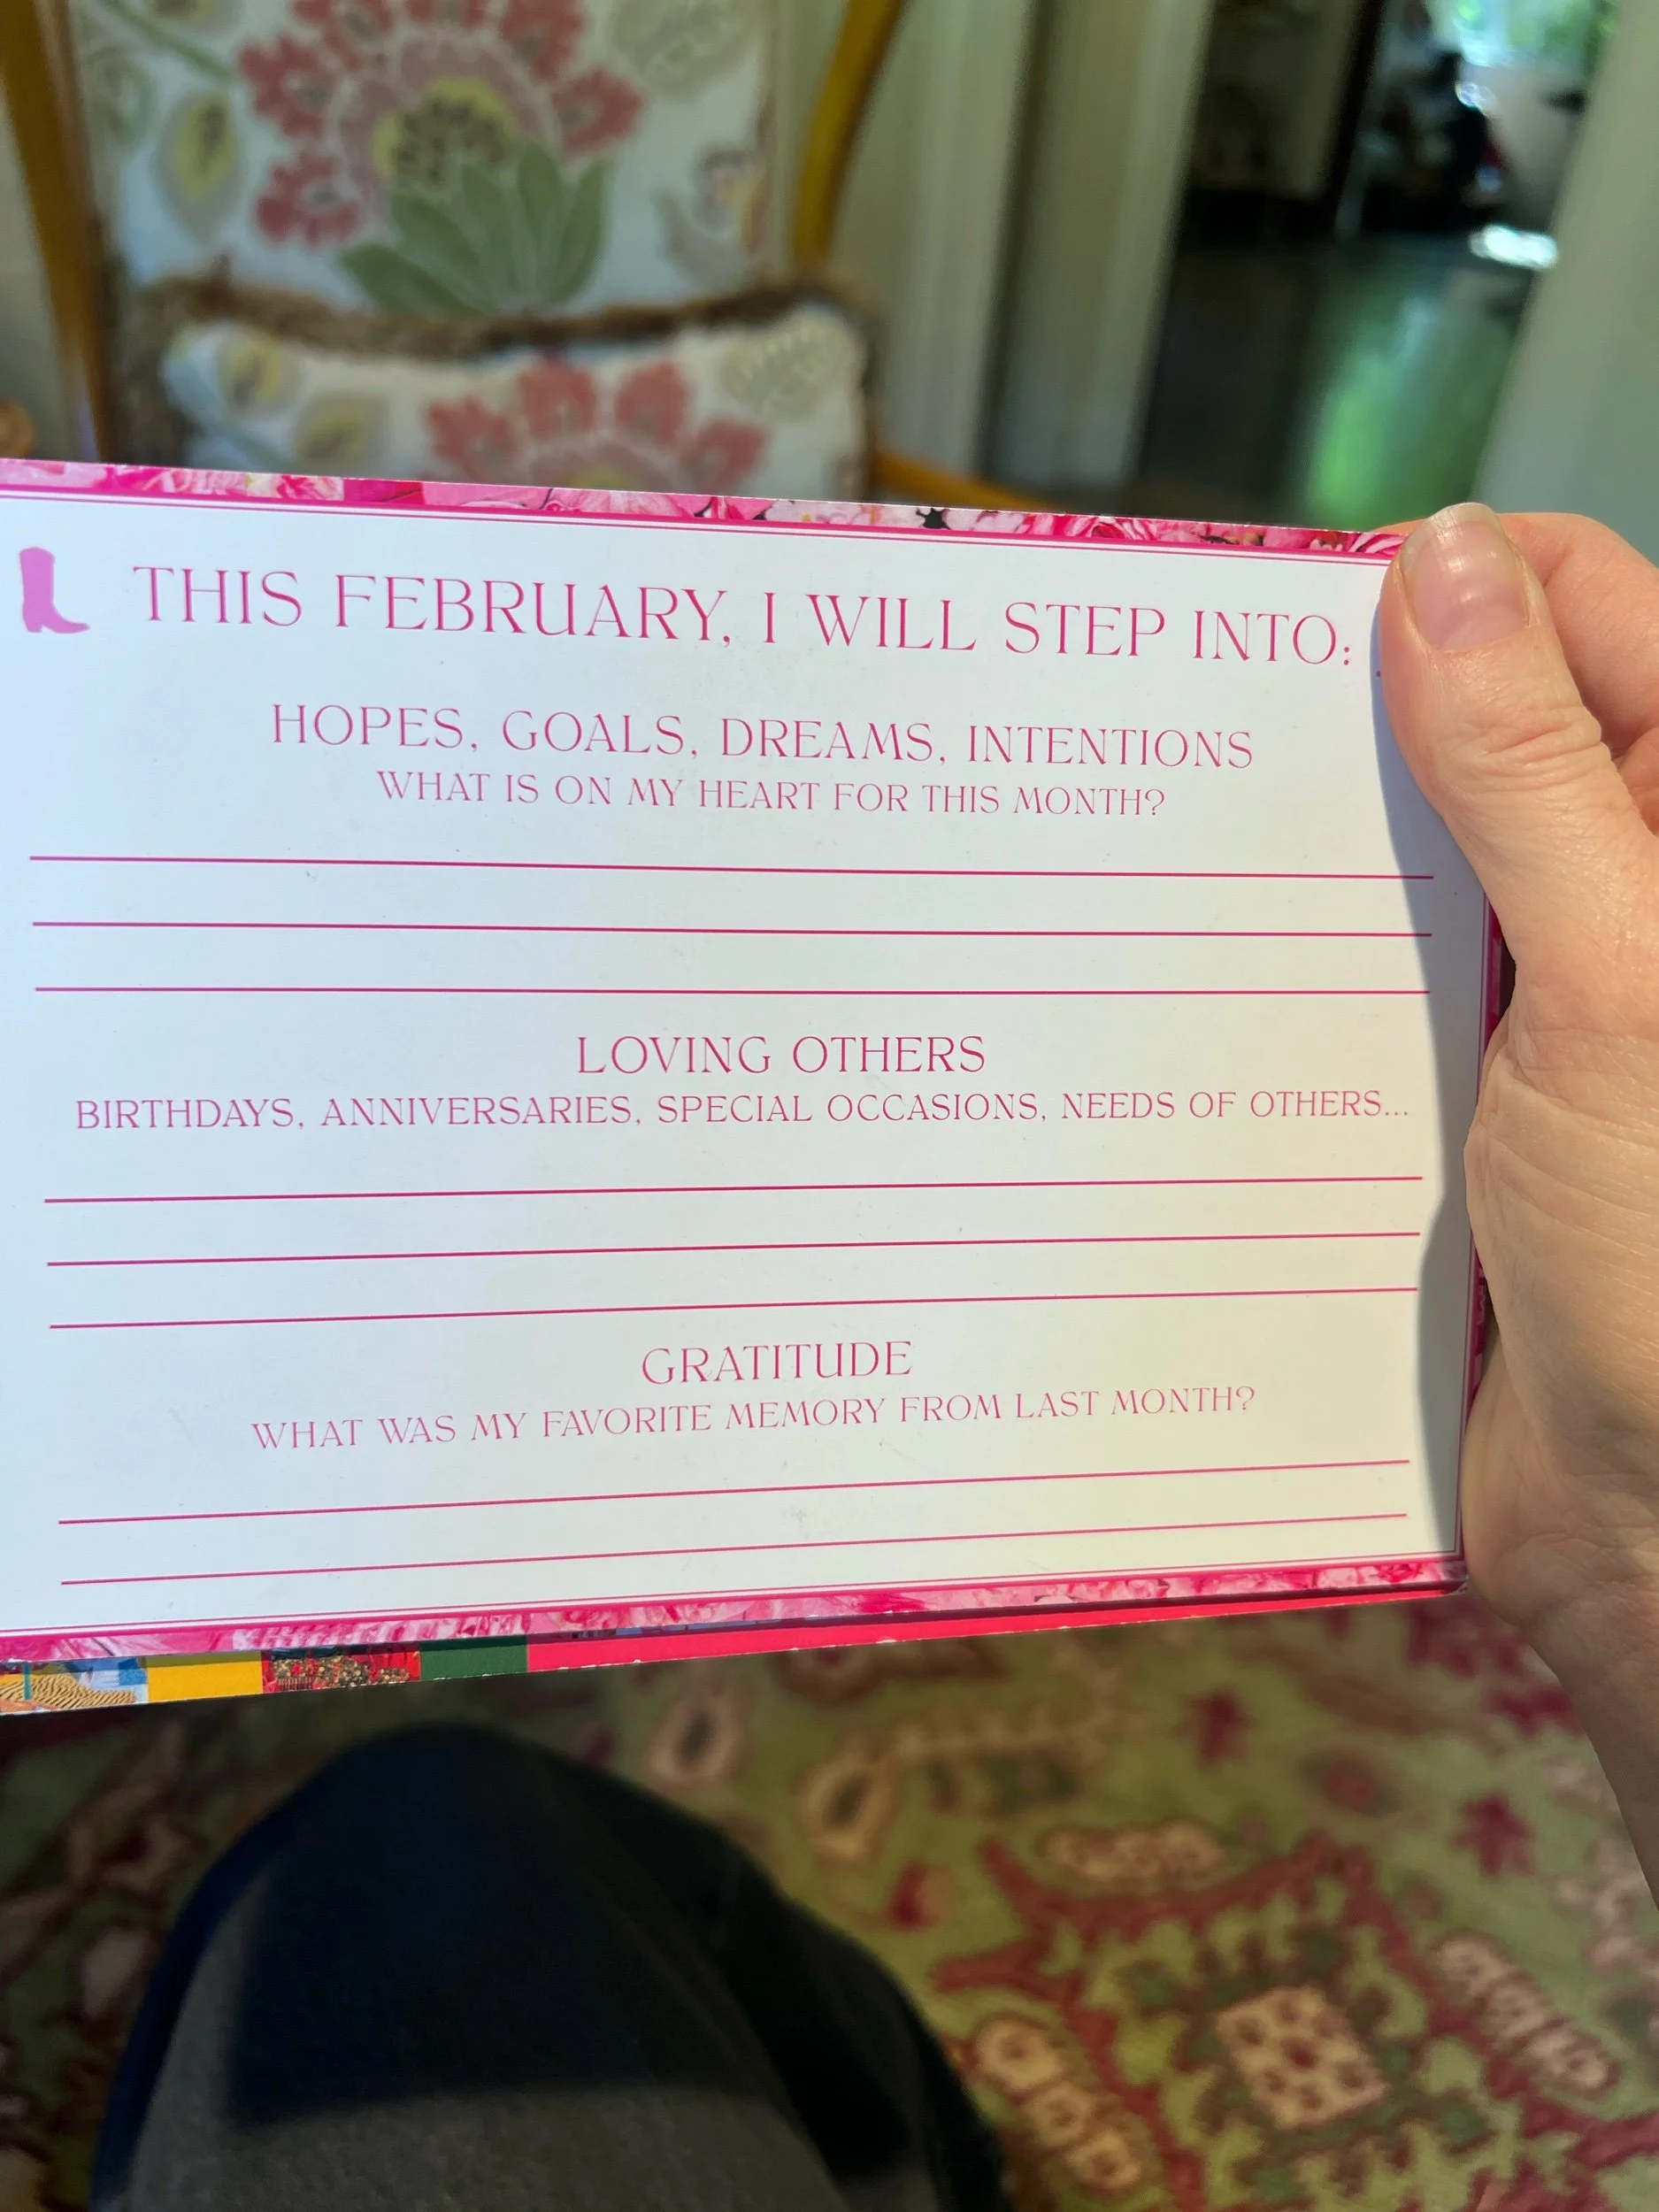 THIS FEBRUARY, I WILL STEP INTO:
HOPES, GOALS, DREAMS, INTENTIONS
WHAT IS ON MY HEART FOR THIS MONTH?
LOVING OTHERS
BIRTHDAYS, ANNIVERSARIES, SPECIAL OCCASIONS, NEEDS OF OTHERS...
GRATITUDE
WHAT WAS MY FAVORITE MEMORY FROM LAST MONTH?